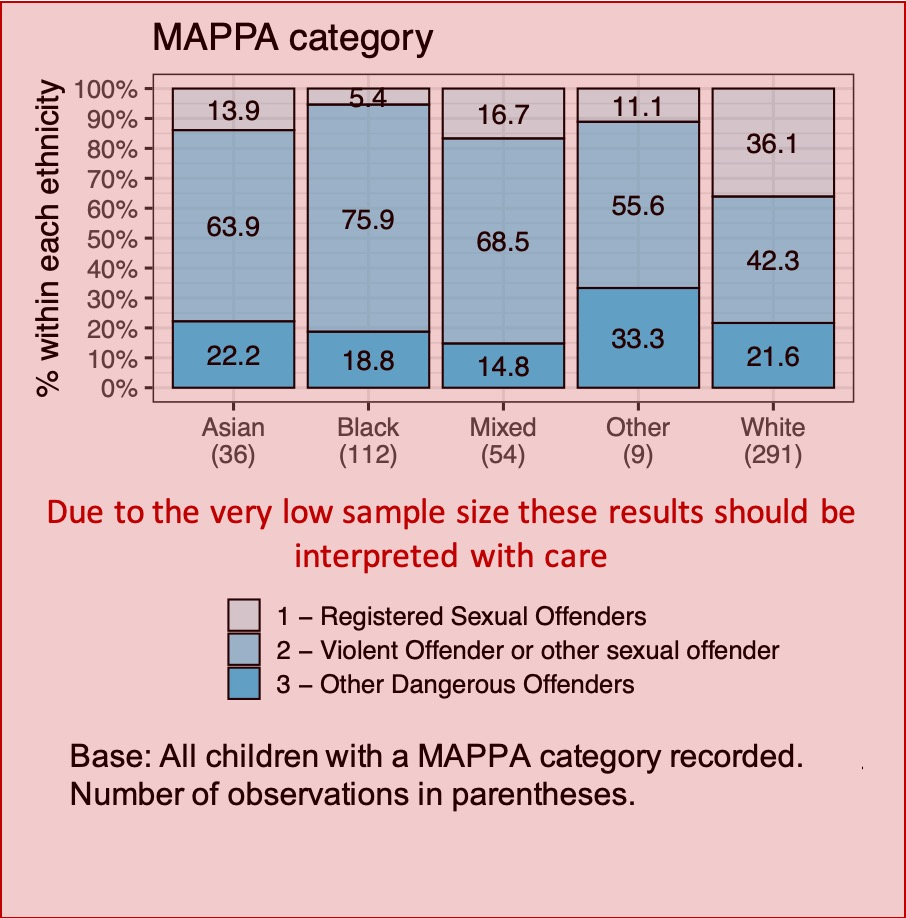 MAPPA category
% within each ethnicity
100%
90%
80%
70%
60%
50%
40%
30%
20%
10%
0%
13.9 5.4 16.7 11.1 36.1
63.9 75.9 68.5 55.6 42.3
22.2 18.8 14.8 33.3 21.6
Asian Black Mixed Other White
(36) (112) (54) (9) (291)
Due to the very low sample size these results should be
interpreted with care
1 – Registered Sexual Offenders
2 – Violent Offender or other sexual offender
3 – Other Dangerous Offenders
Base: All children with a MAPPA category recorded.
Number of observations in parentheses.